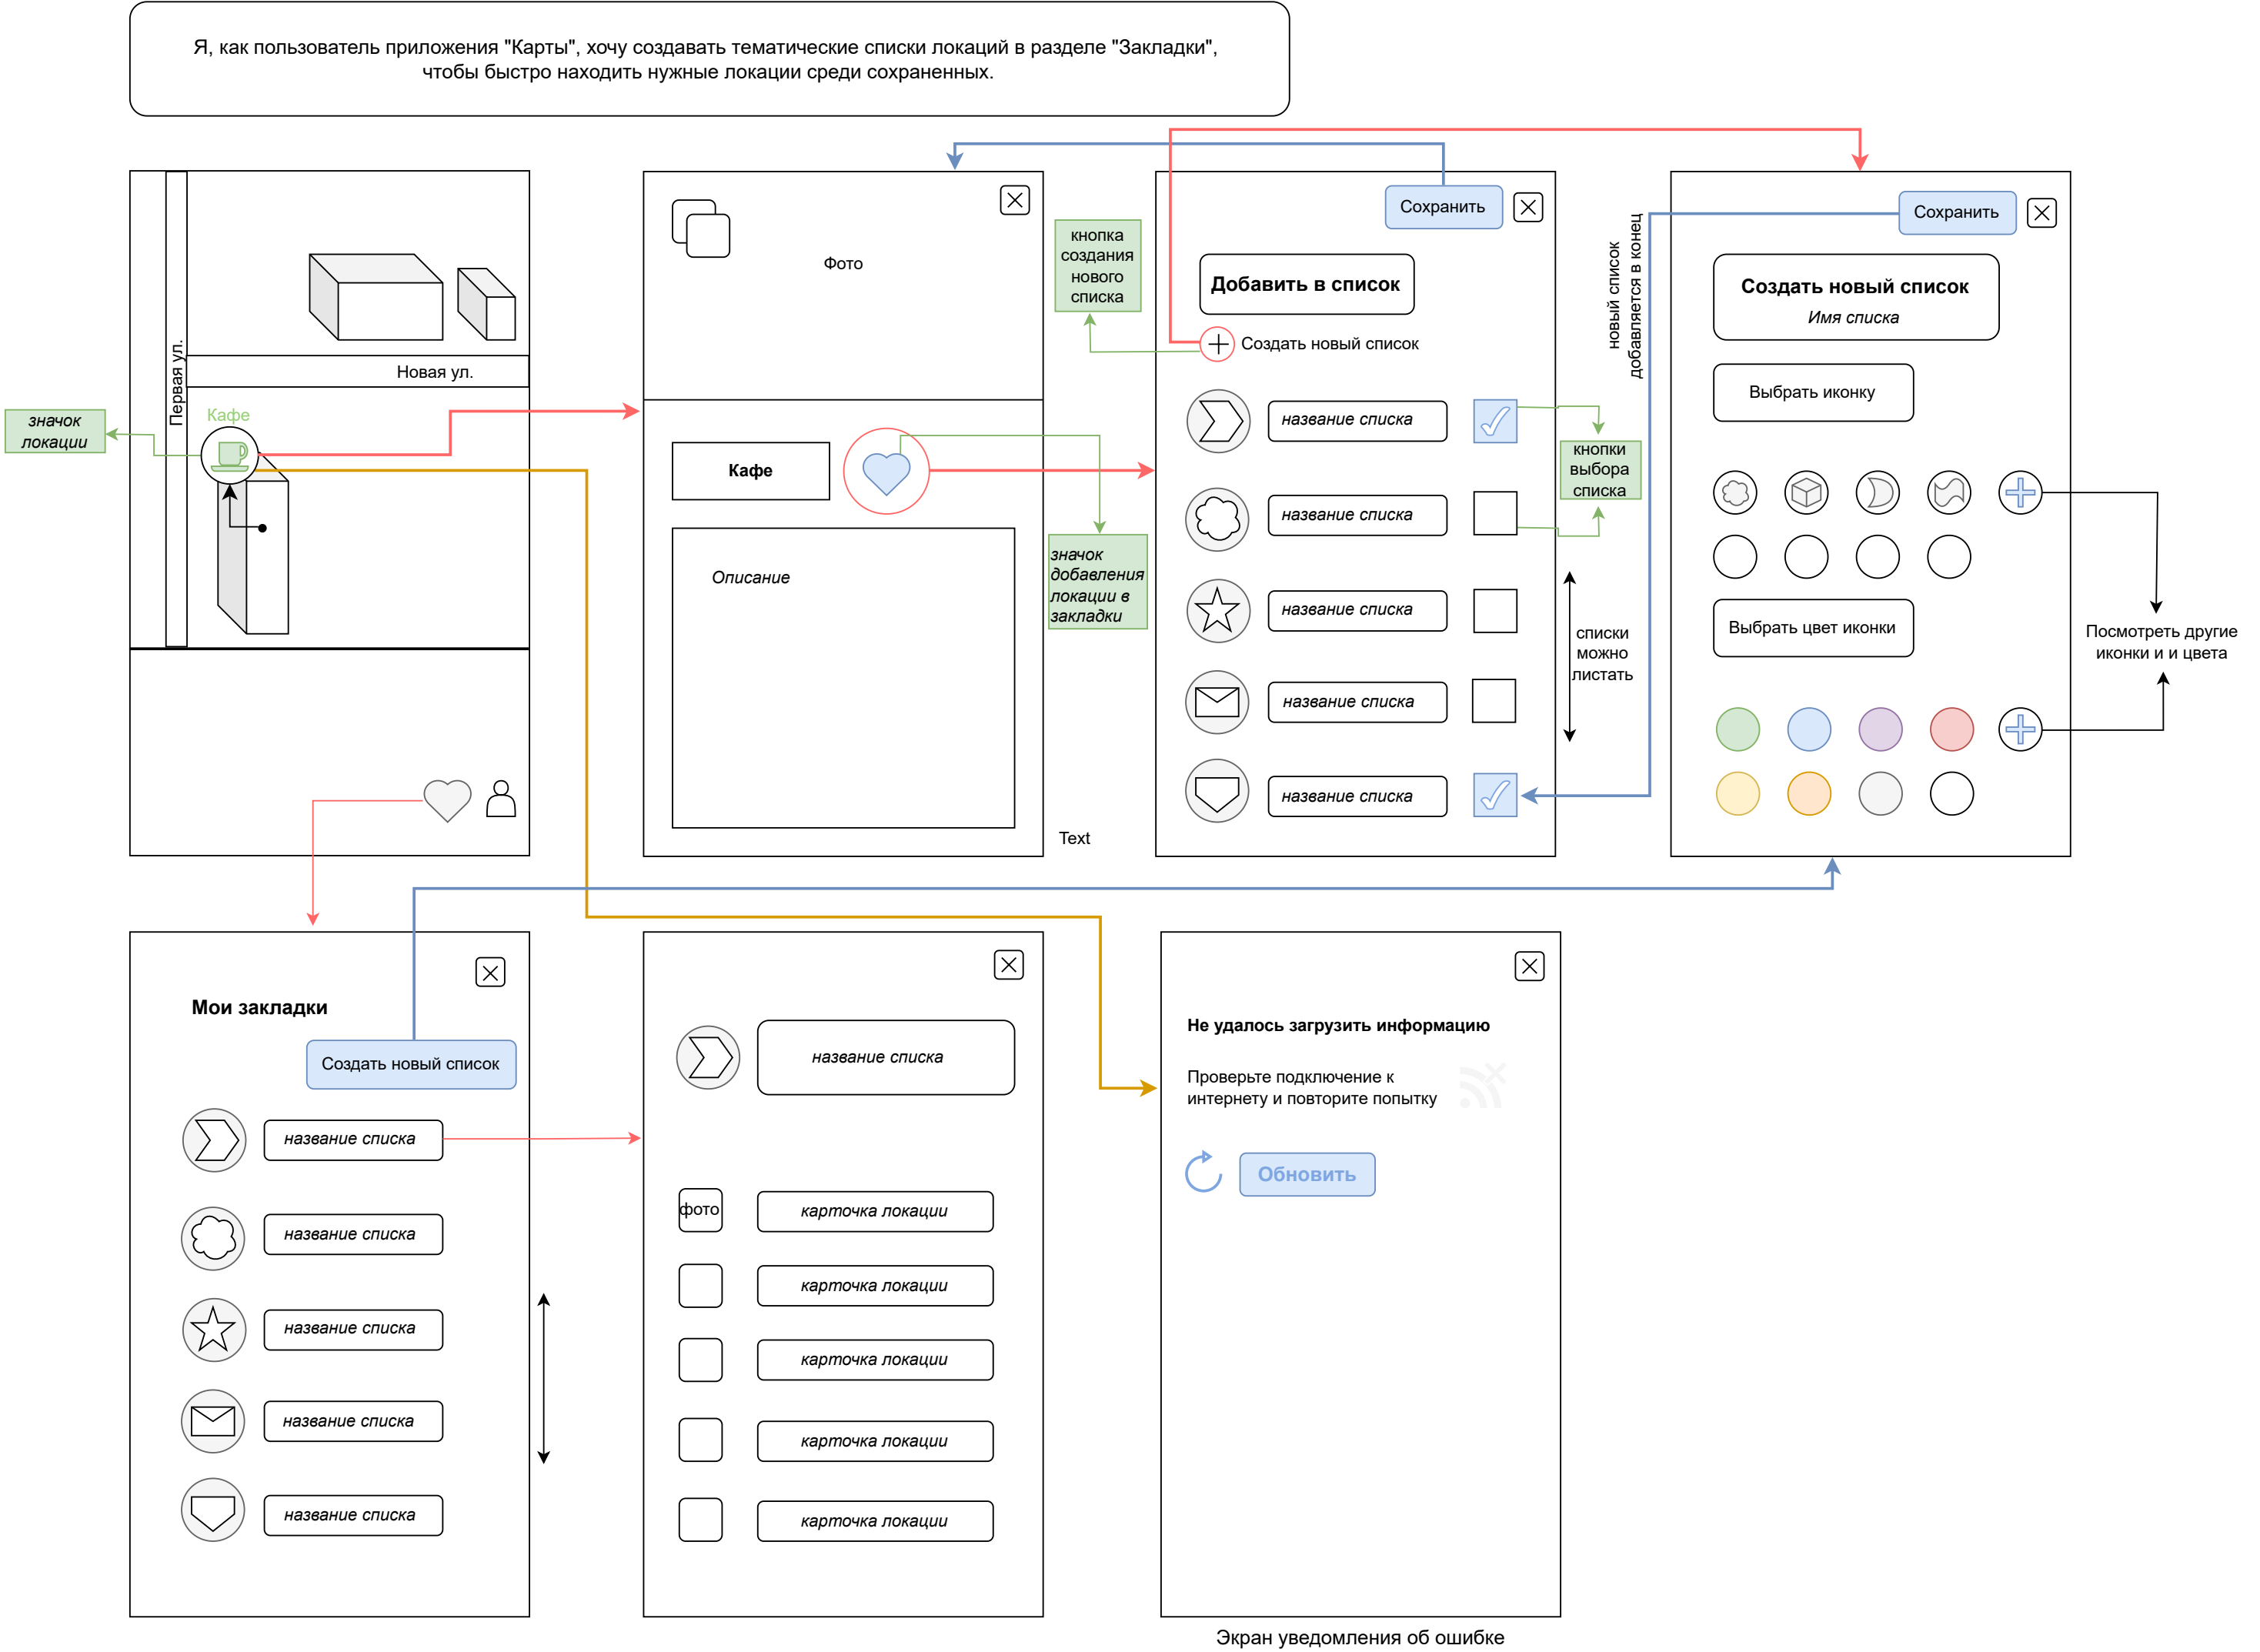 Я, как пользователь приложения "Карты", хочу создавать тематические списки локаций в разделе "Закладки",
чтобы быстро находить нужные локации среди сохраненных.
Первая ул.
Новая ул.
Кафе
значок
локации
Фото
Кафе
Описание
Text
кнопка
создания
нового
списка
значок
добавления
локации в
закладки
Сохранить
Добавить в список
Создать новый список
название списка
название списка
название списка
название списка
название списка
кнопки
выбора
списка
списки
можно
листать
новый список
добавляется в конец
Сохранить
Создать новый список
Имя списка
Выбрать иконку
Выбрать цвет иконки
Посмотреть другие
иконки и и цвета
Мои закладки
Создать новый список
название списка
название списка
название списка
название списка
название списка
название списка
фото
карточка локации
карточка локации
карточка локации
карточка локации
карточка локации
Не удалось загрузить информацию
Проверьте подключение к
интернету и повторите попытку
Обновить
Экран уведомления об ошибке